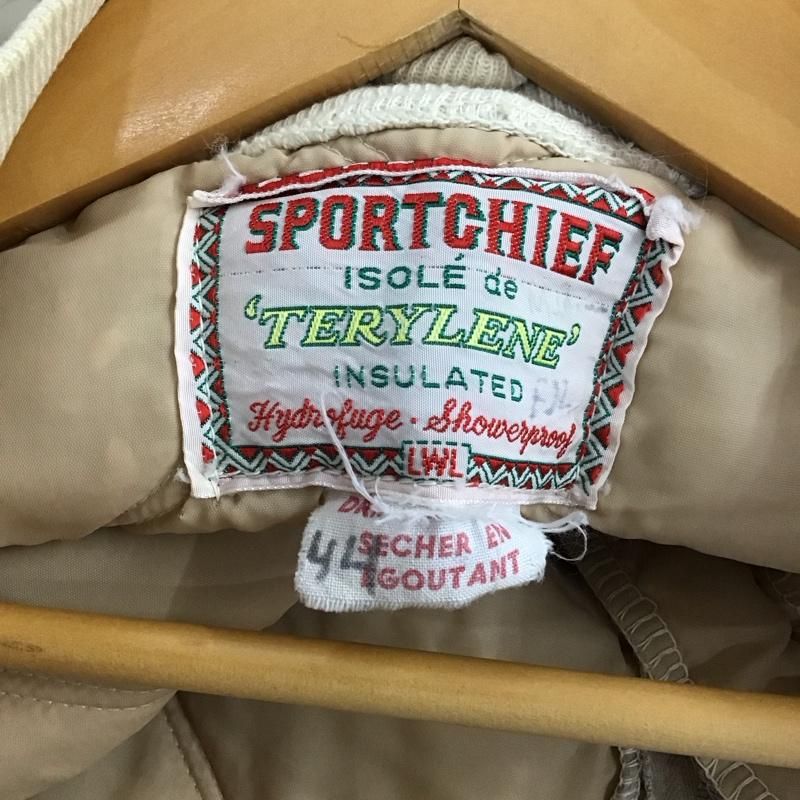 SPORTCHIEF
ISOLÉ de
'TERYLENE'
INSULATED
Hydrofuge · Showerproof
LWL
SECHER EN
44 EGOUTANT